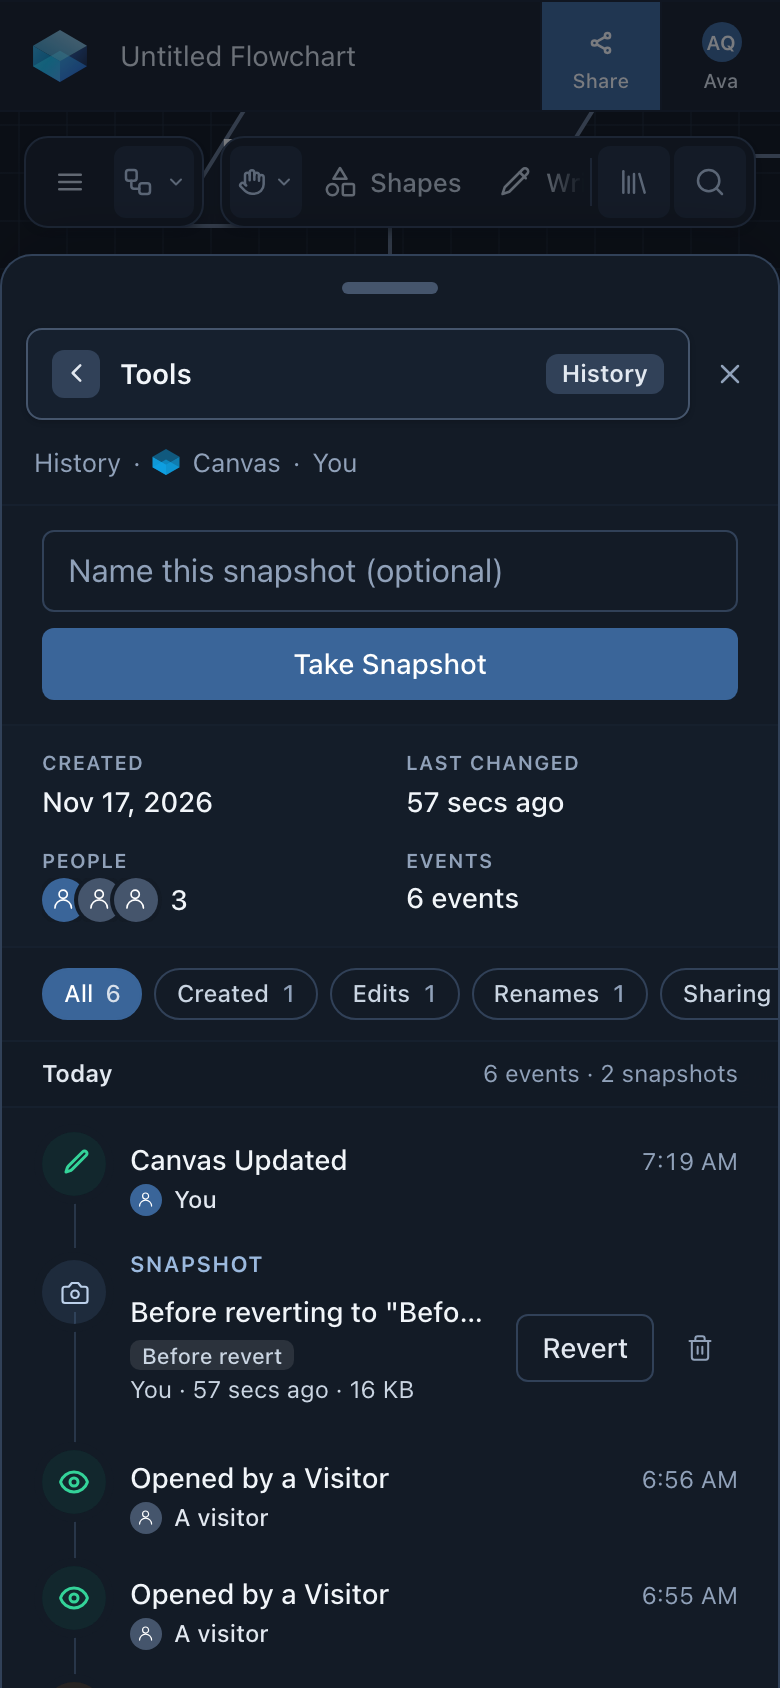 Untitled Flowchart
Share
AQ
Ava
Shapes
Wr
Tools
History
History · Canvas · You
Name this snapshot (optional)
Take Snapshot
CREATED
Nov 17, 2026
LAST CHANGED
57 secs ago
PEOPLE
3
EVENTS
6 events
All 6
Created 1
Edits 1
Renames 1
Sharing
Today
6 events · 2 snapshots
Canvas Updated
7:19 AM
You
SNAPSHOT
Before reverting to "Befo...
Before revert
You · 57 secs ago · 16 KB
Revert
Opened by a Visitor
6:56 AM
A visitor
Opened by a Visitor
6:55 AM
A visitor